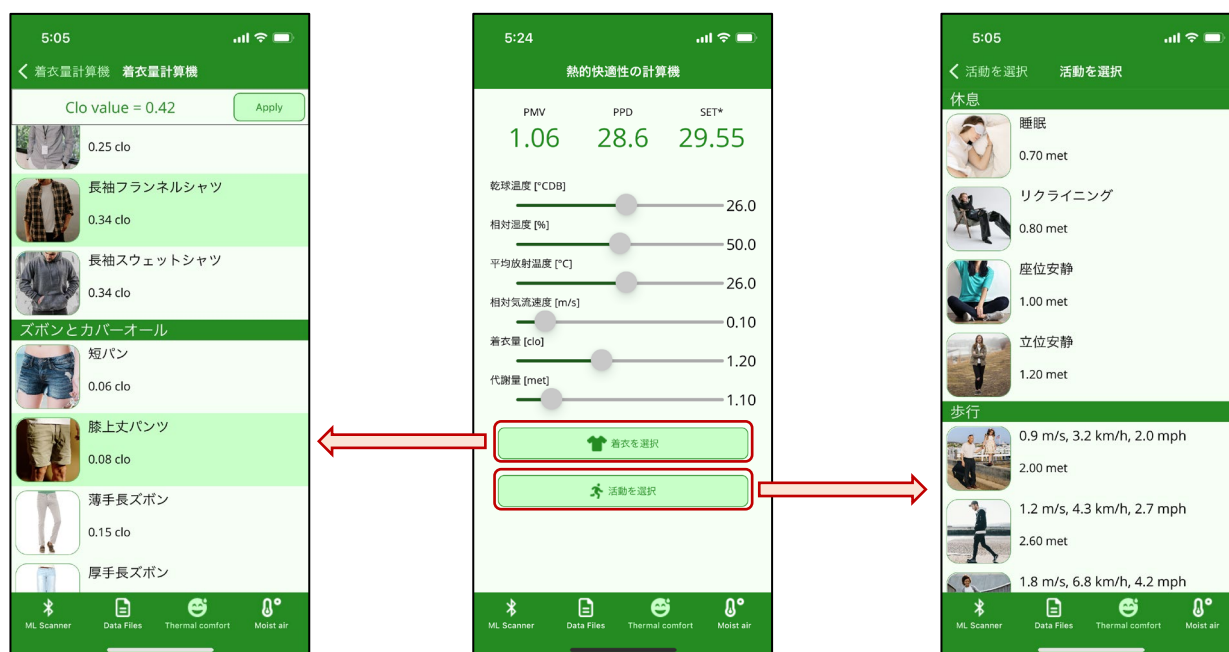 5:05
着衣量計算機 着衣量計算機
Clo value = 0.42 Apply
0.25 clo
長袖フランネルシャツ
0.34 clo
長袖スウェットシャツ
0.34 clo
ズボンとカバーオール
短パン
0.06 clo
膝上丈パンツ
0.08 clo
薄手長ズボン
0.15 clo
厚手長ズボン
ML Scanner Data Files Thermal comfort Moist air
5:24
熱的快適性の計算機
PMV PPD SET*
1.06 28.6 29.55
乾球温度 [°CDB]
26.0
相対湿度 [%]
50.0
平均放射温度 [°C]
26.0
相対気流速度 [m/s]
0.10
着衣量 [clo]
1.20
代謝量 [met]
1.10
着衣を選択
活動を選択
ML Scanner Data Files Thermal comfort Moist air
5:05
活動を選択 活動を選択
休息
睡眠
0.70 met
リクライニング
0.80 met
座位安静
1.00 met
立位安静
1.20 met
歩行
0.9 m/s, 3.2 km/h, 2.0 mph
2.00 met
1.2 m/s, 4.3 km/h, 2.7 mph
2.60 met
1.8 m/s, 6.8 km/h, 4.2 mph
ML Scanner Data Files Thermal comfort Moist air